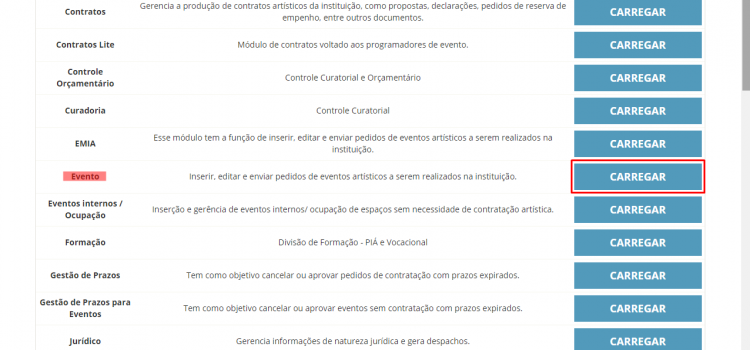 Contratos
Gerencia a produção de contratos artísticos da instituição, como propostas, declarações, pedidos de reserva de
empenho, entre outros documentos.
CARREGAR
Contratos Lite
Módulo de contratos voltado aos programadores de evento.
CARREGAR
Controle
Orçamentário
Controle Curatorial e Orçamentário
CARREGAR
Curadoria
Controle Curatorial
CARREGAR
EMIA
Esse módulo tem a função de inserir, editar e enviar pedidos de eventos artísticos a serem realizados na
instituição.
CARREGAR
Evento
Inserir, editar e enviar pedidos de eventos artísticos a serem realizados na instituição.
CARREGAR
Eventos internos /
Ocupação
Inserção e gerência de eventos internos/ ocupação de espaços sem necessidade de contratação artística.
CARREGAR
Formação
Divisão de Formação - PIÁ e Vocacional
CARREGAR
Gestão de Prazos
Tem como objetivo cancelar ou aprovar pedidos de contratação com prazos expirados.
CARREGAR
Gestão de Prazos para
Eventos
Tem como objetivo cancelar ou aprovar eventos sem contratação com prazos expirados.
CARREGAR
Jurídico
Gerencia informações de natureza jurídica e gera despachos.
CARREGAR